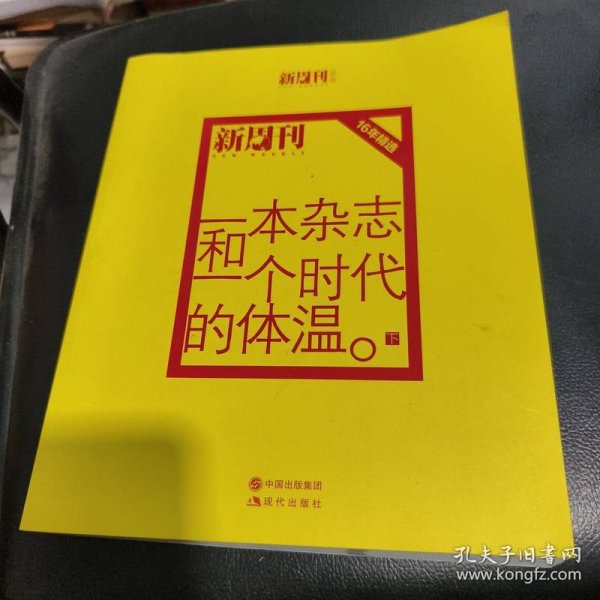 新周刊
新周刊
NEW WEEKLY
16年精选
一本杂志
和
一个时代
的体温。下
中国出版集团
现代出版社
孔夫子旧書网
www.kongfz.com